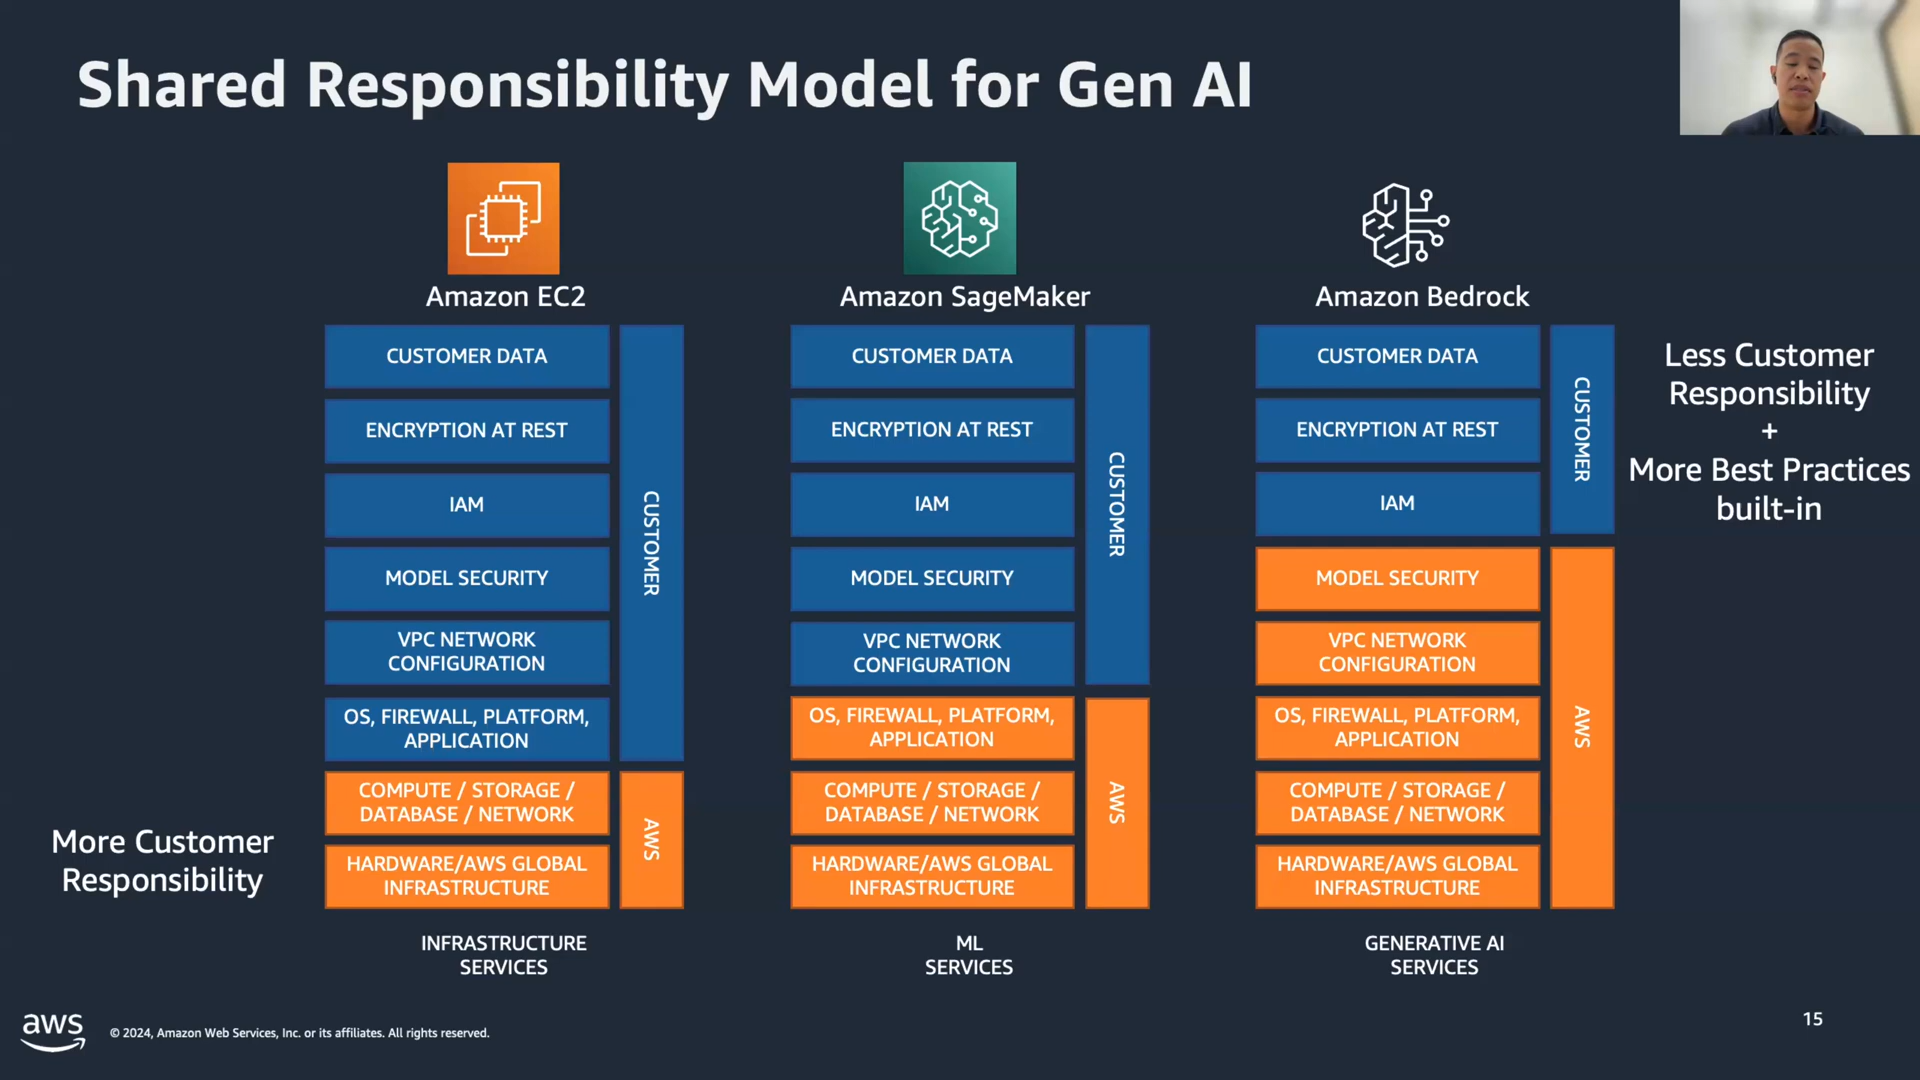 Shared Responsibility Model for Gen AI
Amazon EC2
CUSTOMER DATA
ENCRYPTION AT REST
IAM
MODEL SECURITY
VPC NETWORK
CONFIGURATION
OS, FIREWALL, PLATFORM,
APPLICATION
COMPUTE / STORAGE /
DATABASE / NETWORK
HARDWARE/AWS GLOBAL
INFRASTRUCTURE
CUSTOMER
AWS
INFRASTRUCTURE
SERVICES
More Customer
Responsibility
Amazon SageMaker
CUSTOMER DATA
ENCRYPTION AT REST
IAM
MODEL SECURITY
VPC NETWORK
CONFIGURATION
OS, FIREWALL, PLATFORM,
APPLICATION
COMPUTE / STORAGE /
DATABASE / NETWORK
HARDWARE/AWS GLOBAL
INFRASTRUCTURE
CUSTOMER
AWS
ML
SERVICES
Amazon Bedrock
CUSTOMER DATA
ENCRYPTION AT REST
IAM
MODEL SECURITY
VPC NETWORK
CONFIGURATION
OS, FIREWALL, PLATFORM,
APPLICATION
COMPUTE / STORAGE /
DATABASE / NETWORK
HARDWARE/AWS GLOBAL
INFRASTRUCTURE
CUSTOMER
AWS
GENERATIVE AI
SERVICES
Less Customer
Responsibility
+
More Best Practices
built-in
aws
© 2024, Amazon Web Services, Inc. or its affiliates. All rights reserved.
15